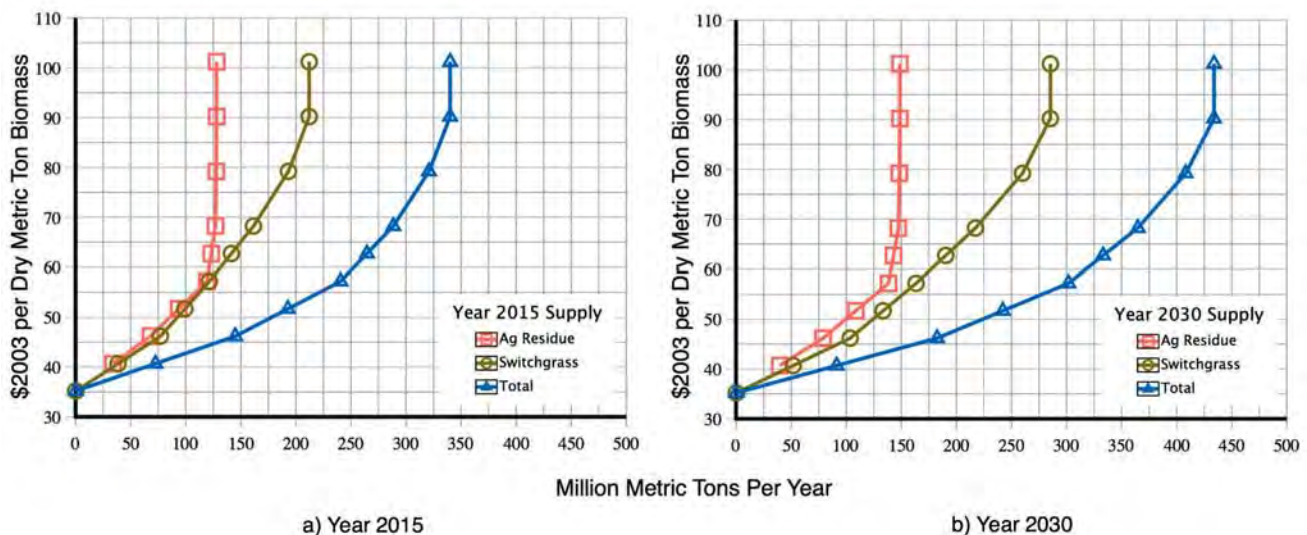 $2003 per Dry Metric Ton Biomass
110
100
90
80
70
60
50
40
30
0 50 100 150 200 250 300 350 400 450 500
Year 2015 Supply
Ag Residue
Switchgrass
Total
$2003 per Dry Metric Ton Biomass
110
100
90
80
70
60
50
40
30
0 50 100 150 200 250 300 350 400 450 500
Year 2030 Supply
Ag Residue
Switchgrass
Total
Million Metric Tons Per Year
a) Year 2015
b) Year 2030